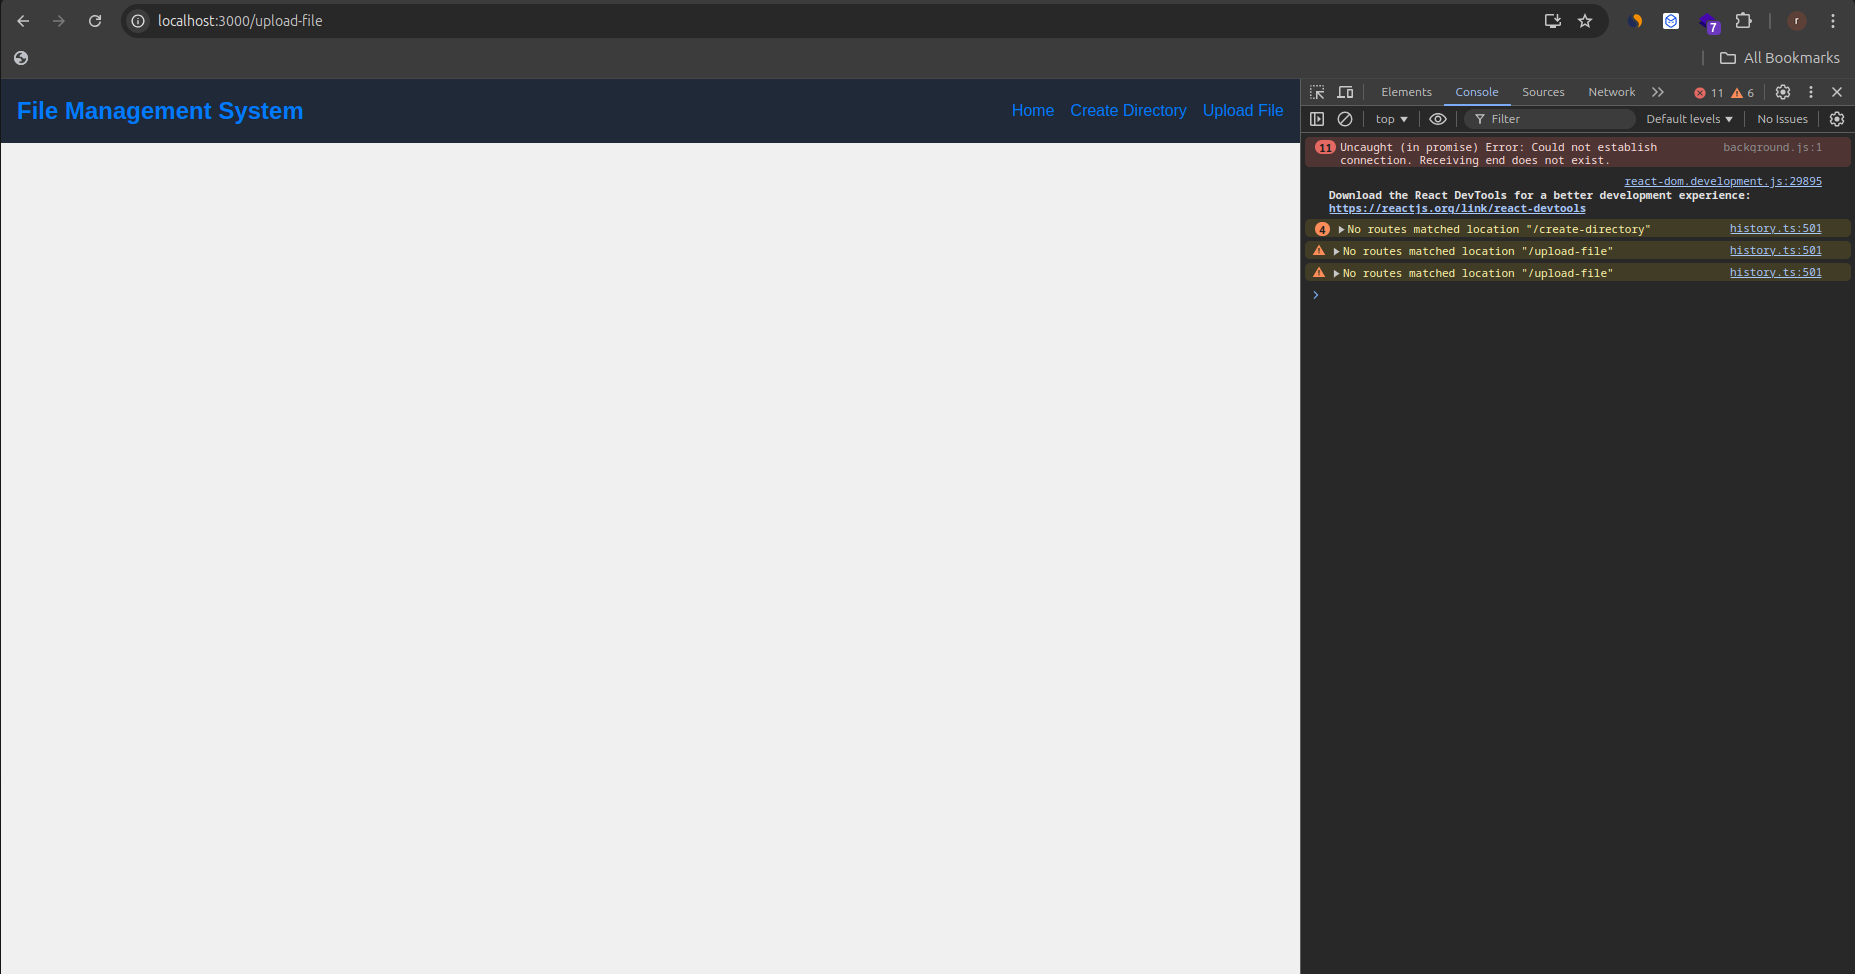 localhost:3000/upload-file
7
r
All Bookmarks
File Management System
Home Create Directory Upload File
Elements Console Sources Network 11 6
top Filter Default levels No Issues
11 Uncaught (in promise) Error: Could not establish background.js:1
connection. Receiving end does not exist.
react-dom.development.js:29895
Download the React DevTools for a better development experience:
https://reactjs.org/link/react-devtools
4 No routes matched location "/create-directory" history.ts:501
No routes matched location "/upload-file" history.ts:501
No routes matched location "/upload-file" history.ts:501